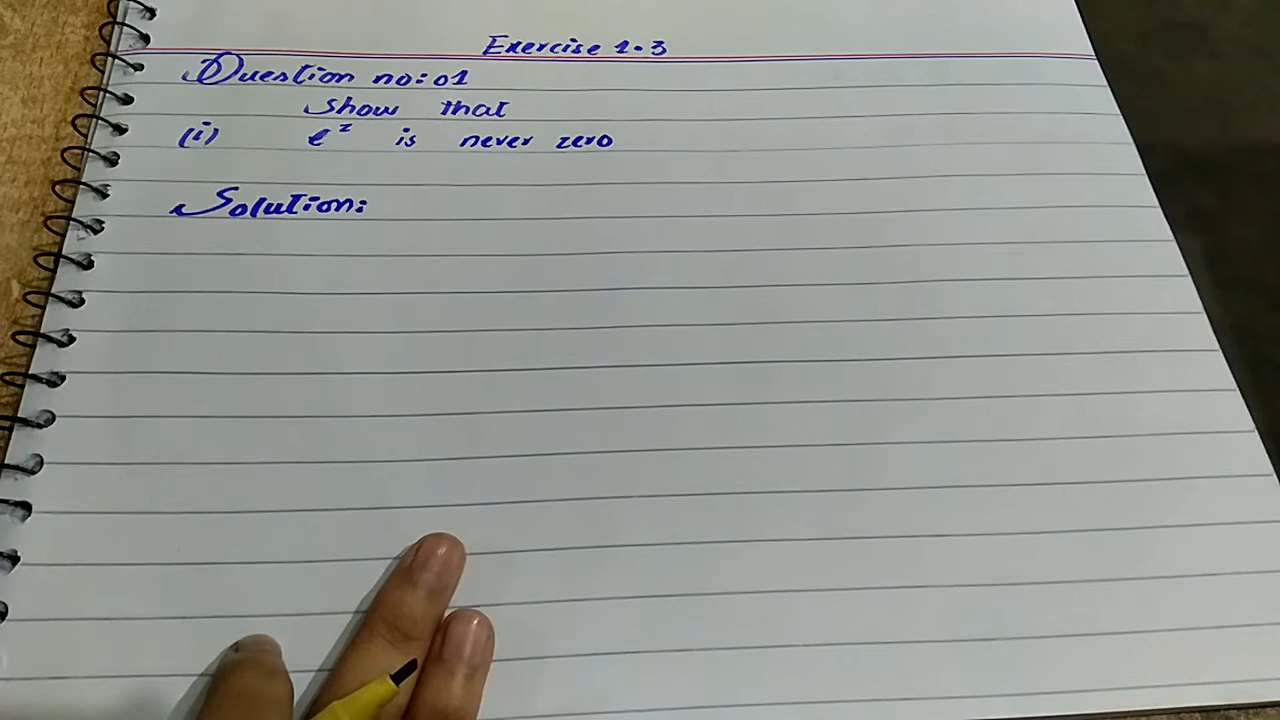 Exercise 1.3
Question no:01
Show that
(i) e^z is never zero
Solution: